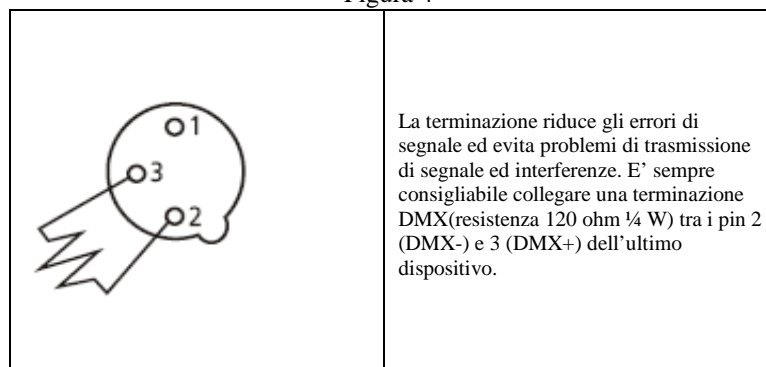 1
3
2
La terminazione riduce gli errori di
segnale ed evita problemi di trasmissione
di segnale ed interferenze. E’ sempre
consigliabile collegare una terminazione
DMX(resistenza 120 ohm ¼ W) tra i pin 2
(DMX-) e 3 (DMX+) dell’ultimo
dispositivo.